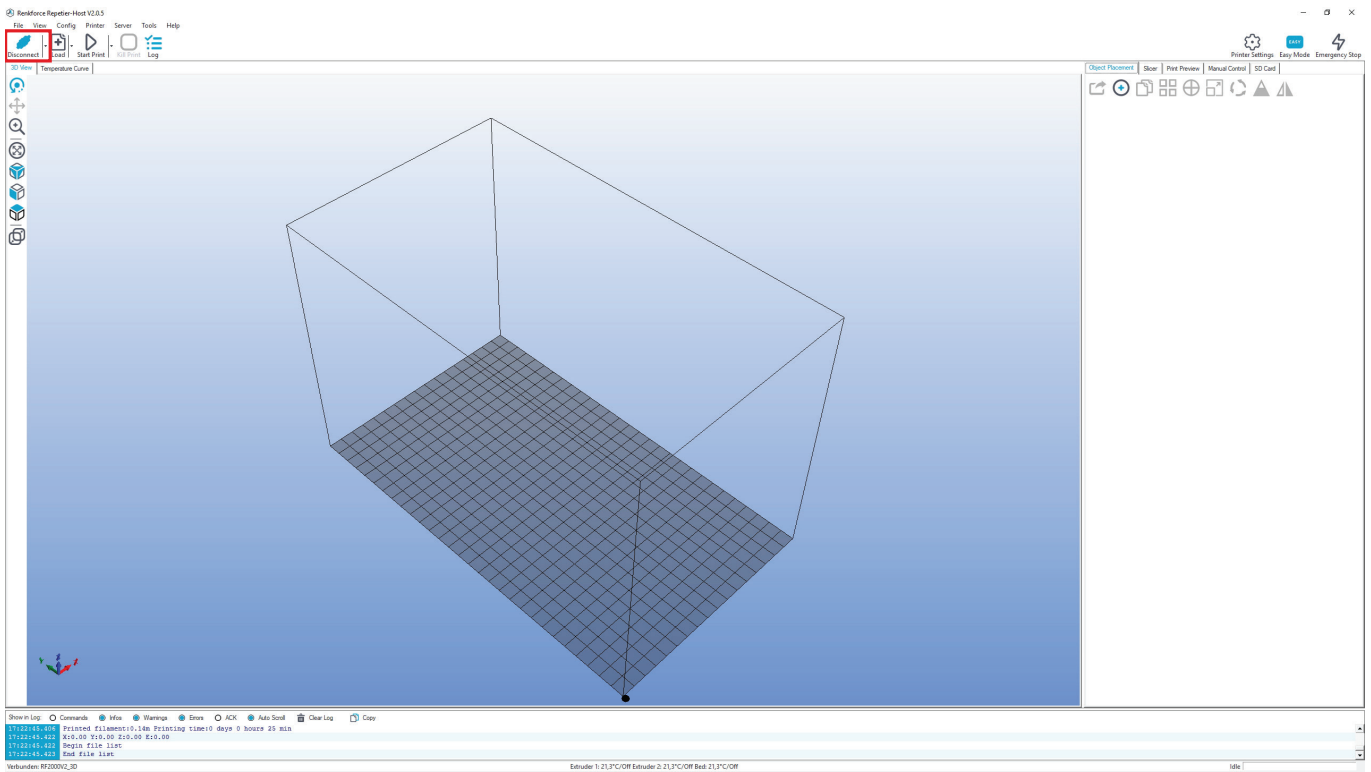 Renkforce Repetier-Host V2.0.5
File View Config Printer Server Tools Help
Disconnect Load Start Print Kill Print Log
EASY
Printer Settings Easy Mode Emergency Stop
3D View Temperature Curve
Object Placement Slicer Print Preview Manual Control SD Card
Show in Log: Commands Infos Warnings Errors ACK Auto Scroll Clear Log Copy
17:22:45.406 Printed filament:0.14m Printing time:0 days 0 hours 25 min
17:22:45.422 X:0.00 Y:0.00 Z:0.00 E:0.00
17:22:45.422 Begin file list
17:22:45.423 End file list
Verbunden: RF2000V2_3D
Extruder 1: 21,3°C/Off Extruder 2: 21,3°C/Off Bed: 21,3°C/Off
Idle